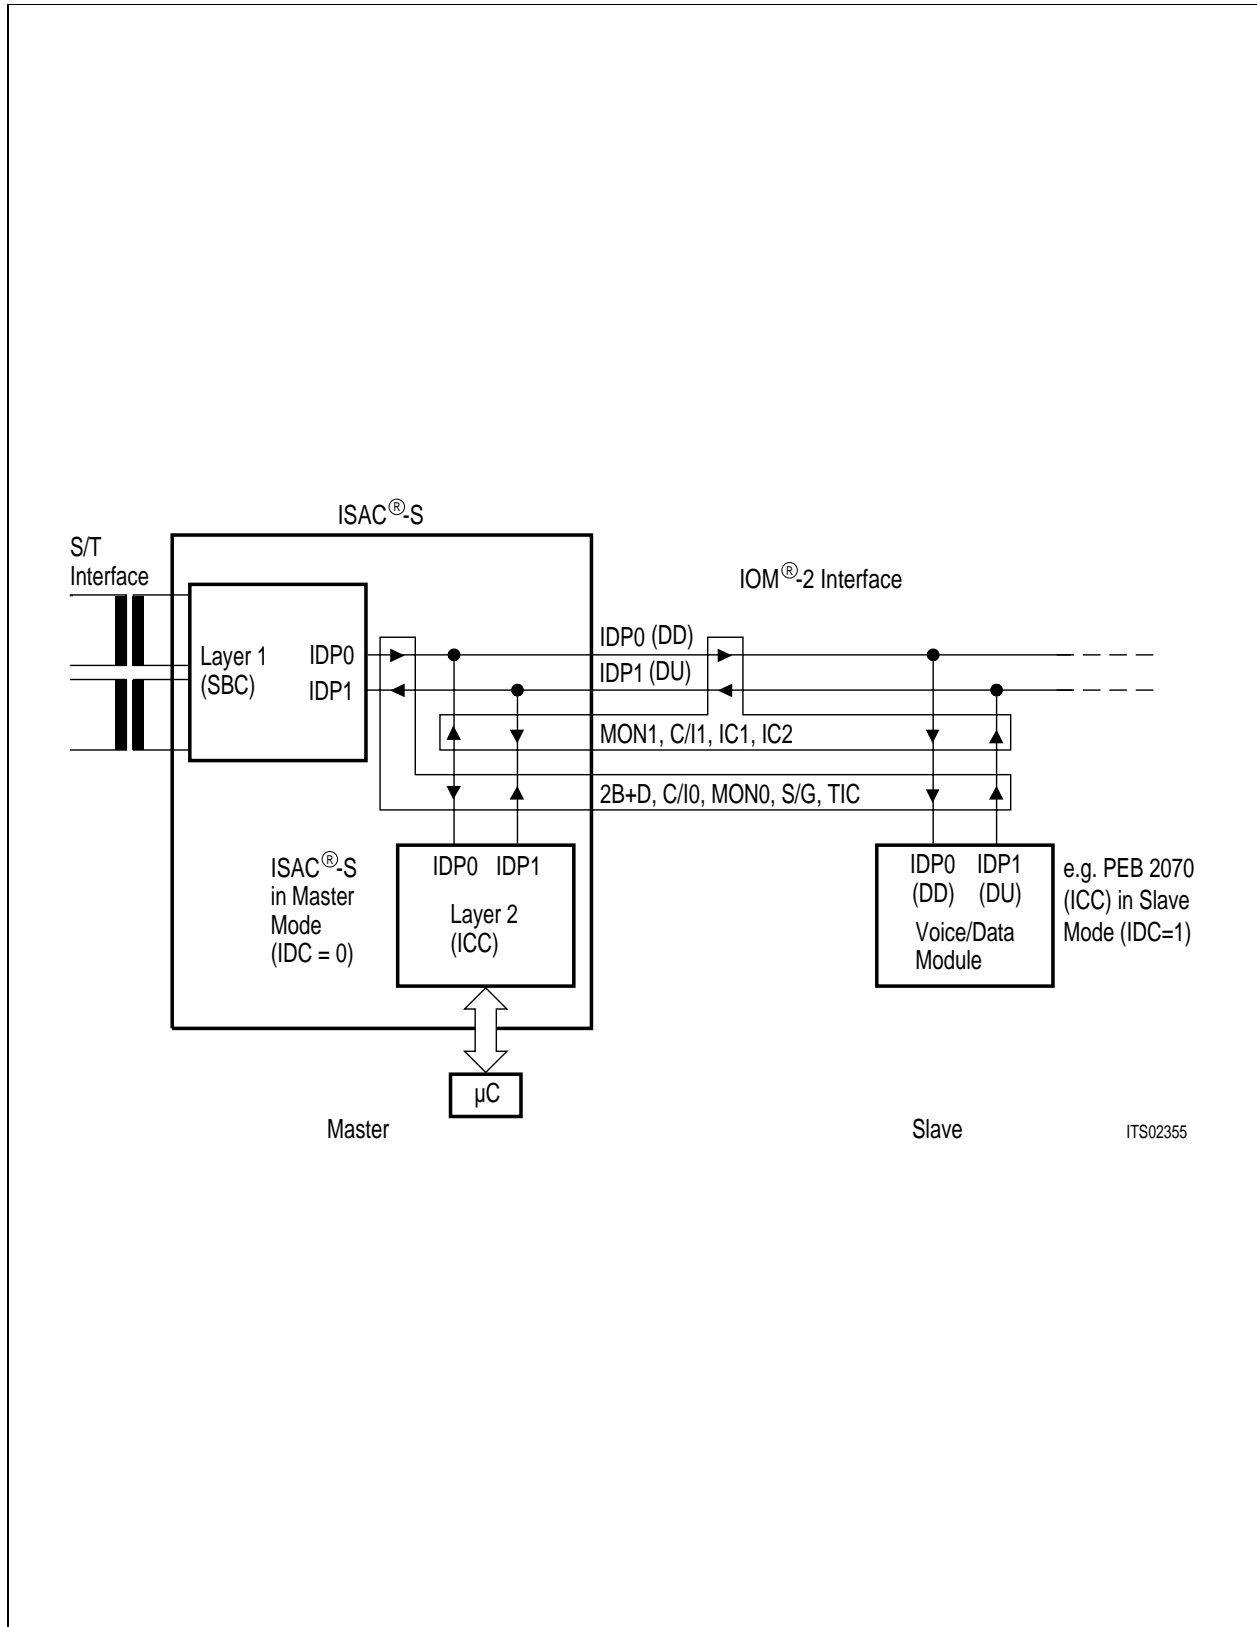 ISAC®-S
S/T
Interface
IOM®-2 Interface
IDP0 (DD)
IDP1 (DU)
Layer 1
(SBC)
IDP0
IDP1
MON1, C/I1, IC1, IC2
2B+D, C/I0, MON0, S/G, TIC
ISAC®-S
in Master
Mode
(IDC = 0)
IDP0 IDP1
Layer 2
(ICC)
IDP0 IDP1
(DD) (DU)
Voice/Data
Module
e.g. PEB 2070
(ICC) in Slave
Mode (IDC=1)
µC
Master
Slave
ITS02355